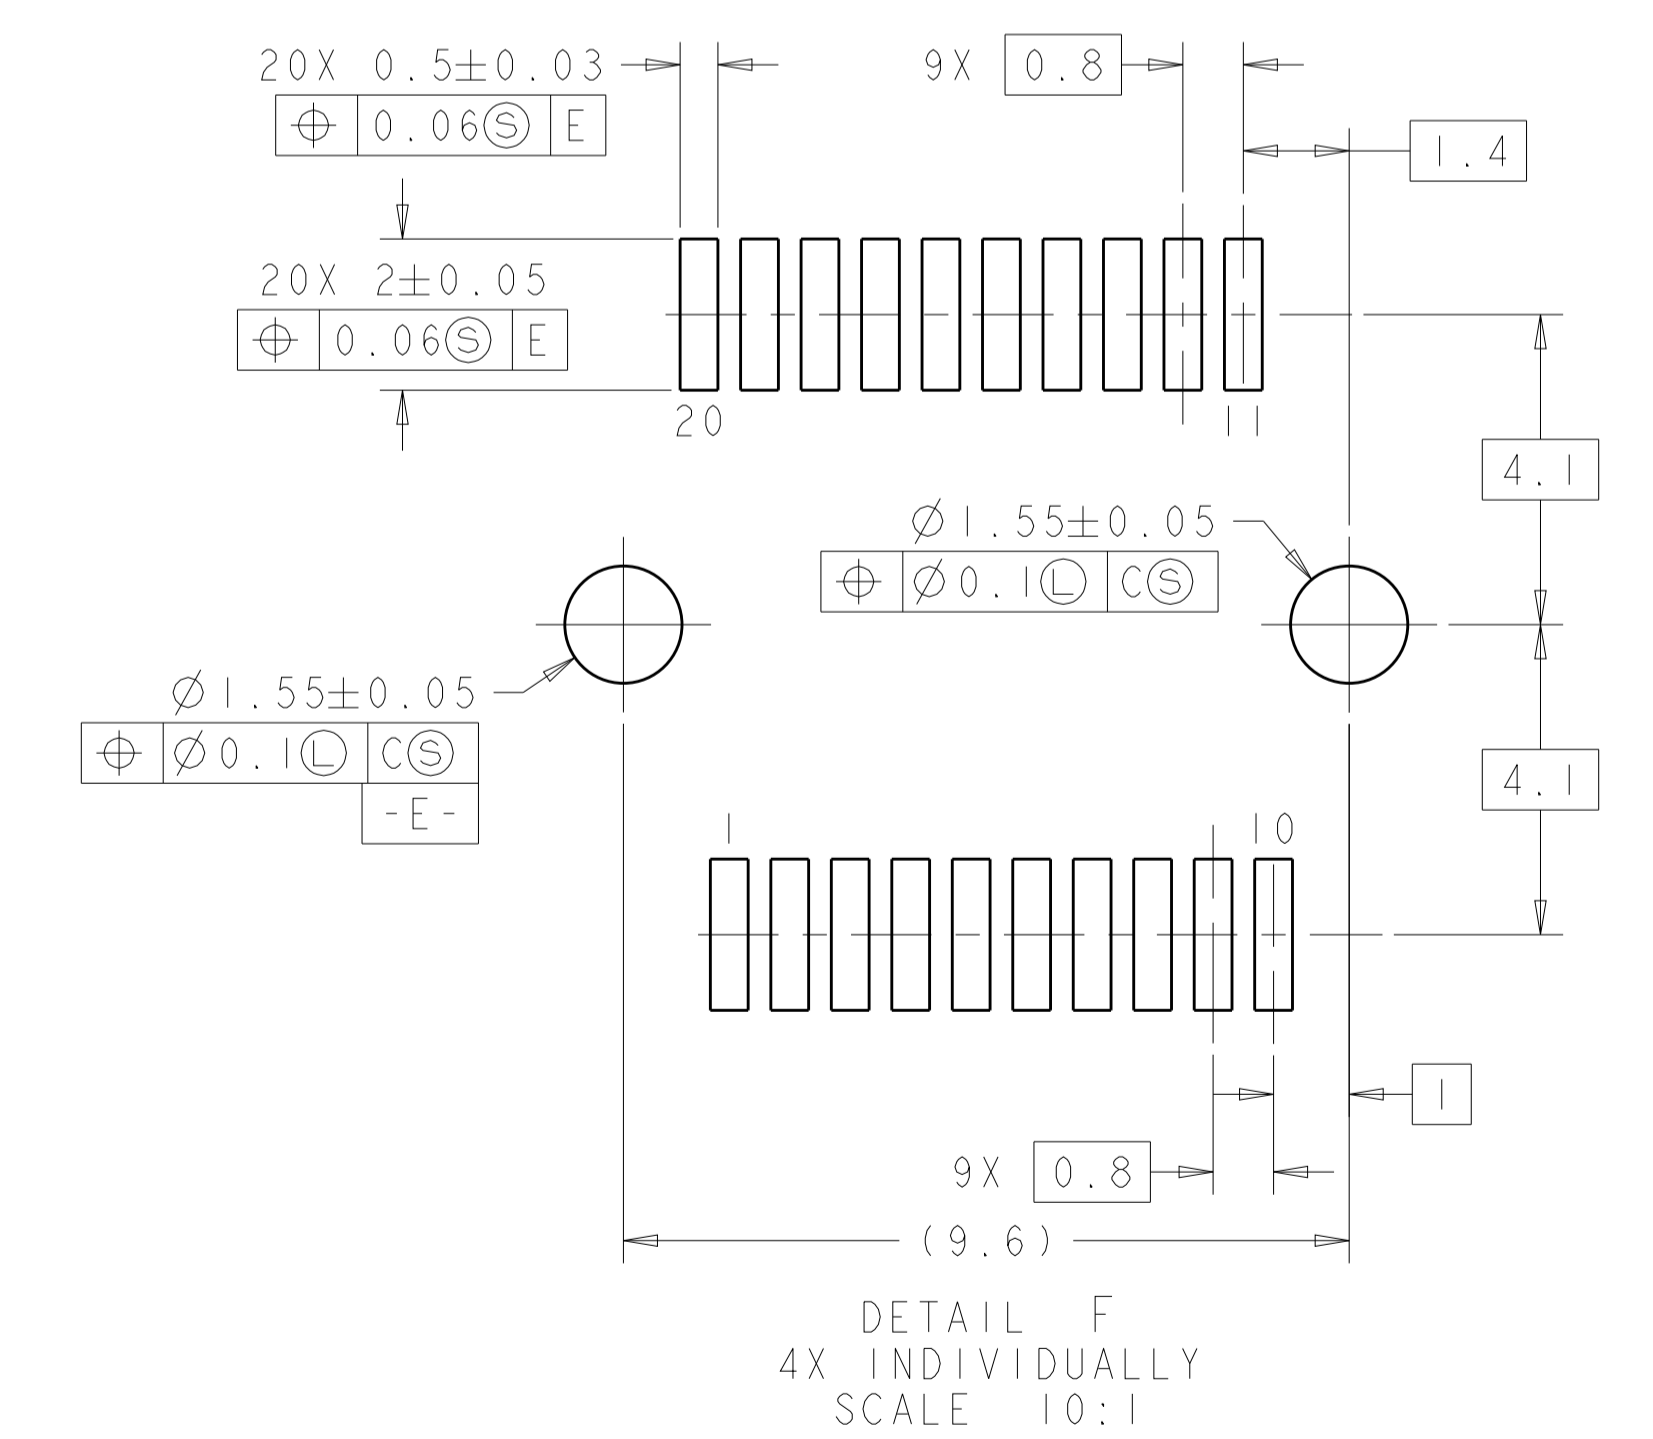 20X 0.5±0.03
9X 0.8
⌖ 0.06Ⓢ E
1.4
20X 2±0.05
⌖ 0.06Ⓢ E
20
11
4.1
Ø1.55±0.05
⌖ Ø0.1Ⓛ CⓈ
Ø1.55±0.05
⌖ Ø0.1Ⓛ CⓈ
-E-
4.1
1
10
1
9X 0.8
(9.6)
DETAIL F
4X INDIVIDUALLY
SCALE 10:1